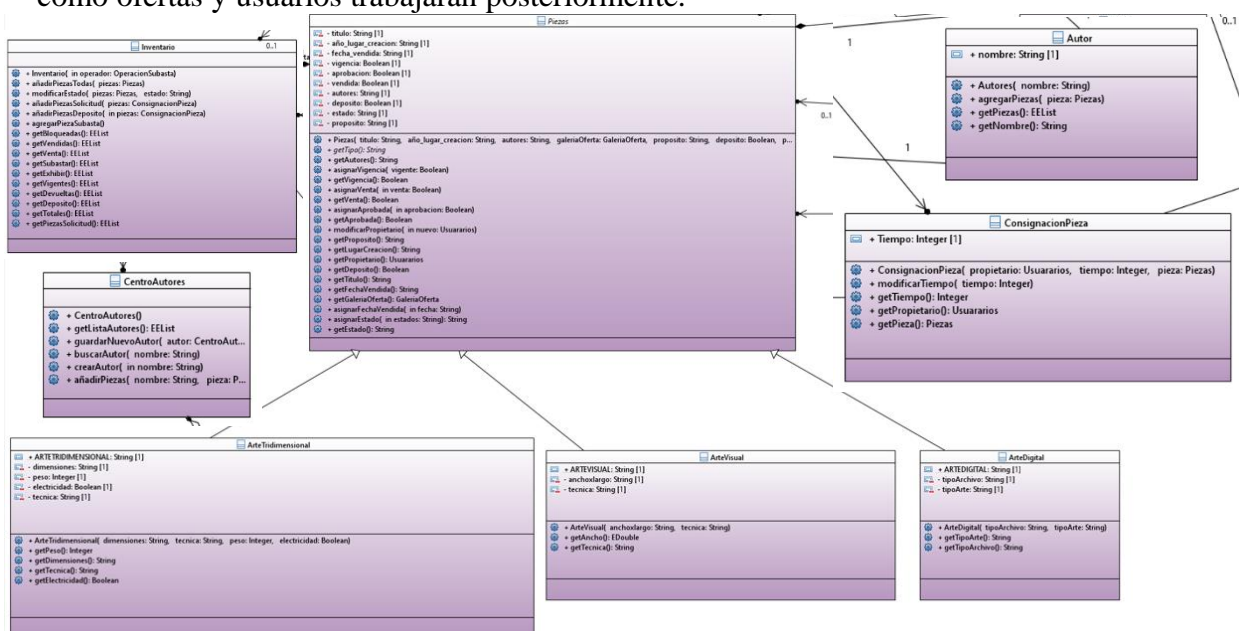 como ofertas y usuarios trabajarán posteriormente.
Inventario
0..1
+ Inventario( in operador: OperacionSubasta)
+ añadirPiezasTodas( piezas: Piezas)
+ modificarEstado( piezas: Piezas, estado: String)
+ añadirPiezasSolicitud( piezas: ConsignacionPieza)
+ añadirPiezasDeposito( in piezas: ConsignacionPieza)
+ agregarPiezaSubasta()
+ getBloqueadas(): EEList
+ getVendidas(): EEList
+ getVenta(): EEList
+ getSubastar(): EEList
+ getExhibir(): EEList
+ getVigentes(): EEList
+ getDevueltas(): EEList
+ getDeposito(): EEList
+ getTotales(): EEList
+ getPiezasSolicitud(): EEList
CentroAutores
+ CentroAutores()
+ getListaAutores(): EEList
+ guardarNuevoAutor( autor: CentroAut...
+ buscarAutor( nombre: String)
+ crearAutor( in nombre: String)
+ añadirPiezas( nombre: String, pieza: P...
Piezas
- titulo: String [1]
- año_lugar_creacion: String [1]
- fecha_vendida: String [1]
- vigencia: Boolean [1]
- aprobacion: Boolean [1]
- vendida: Boolean [1]
- autores: String [1]
- deposito: Boolean [1]
- estado: String [1]
- proposito: String [1]
+ Piezas( titulo: String, año_lugar_creacion: String, autores: String, galeriaOferta: GaleriaOferta, proposito: String, deposito: Boolean, p...
+ getTipo(): String
+ getAutores(): String
+ asignarVigencia( vigente: Boolean)
+ getVigencia(): Boolean
+ asignarVenta( in venta: Boolean)
+ getVenta(): Boolean
+ asignarAprobada( in aprobacion: Boolean)
+ getAprobada(): Boolean
+ modificarPropietario( in nuevo: Usuararios)
+ getProposito(): String
+ getLugarCreacion(): String
+ getPropietario(): Usuararios
+ getDeposito(): Boolean
+ getTitulo(): String
+ getFechaVendida(): String
+ getGaleriaOferta(): GaleriaOferta
+ asignarFechaVendida( in fecha: String)
+ asignarEstado( in estados: String): String
+ getEstado(): String
1
0..1
1
0..1
Autor
+ nombre: String [1]
+ Autores( nombre: String)
+ agregarPiezas( pieza: Piezas)
+ getPiezas(): EEList
+ getNombre(): String
ConsignacionPieza
+ Tiempo: Integer [1]
+ ConsignacionPieza( propietario: Usuararios, tiempo: Integer, pieza: Piezas)
+ modificarTiempo( tiempo: Integer)
+ getTiempo(): Integer
+ getPropietario(): Usuararios
+ getPieza(): Piezas
ArteTridimensional
+ ARTETRIDIMENSIONAL: String [1]
- dimensiones: String [1]
- peso: Integer [1]
- electricidad: Boolean [1]
- tecnica: String [1]
+ ArteTridimensional( dimensiones: String, tecnica: String, peso: Integer, electricidad: Boolean)
+ getPeso(): Integer
+ getDimensiones(): String
+ getTecnica(): String
+ getElectricidad(): Boolean
ArteVisual
+ ARTEVISUAL: String [1]
- anchoxlargo: String [1]
- tecnica: String [1]
+ ArteVisual( anchoxlargo: String, tecnica: String)
+ getAncho(): EDouble
+ getTecnica(): String
ArteDigital
+ ARTEDIGITAL: String [1]
- tipoArchivo: String [1]
- tipoArte: String [1]
+ ArteDigital( tipoArchivo: String, tipoArte: String)
+ getTipoArte(): String
+ getTipoArchivo(): String